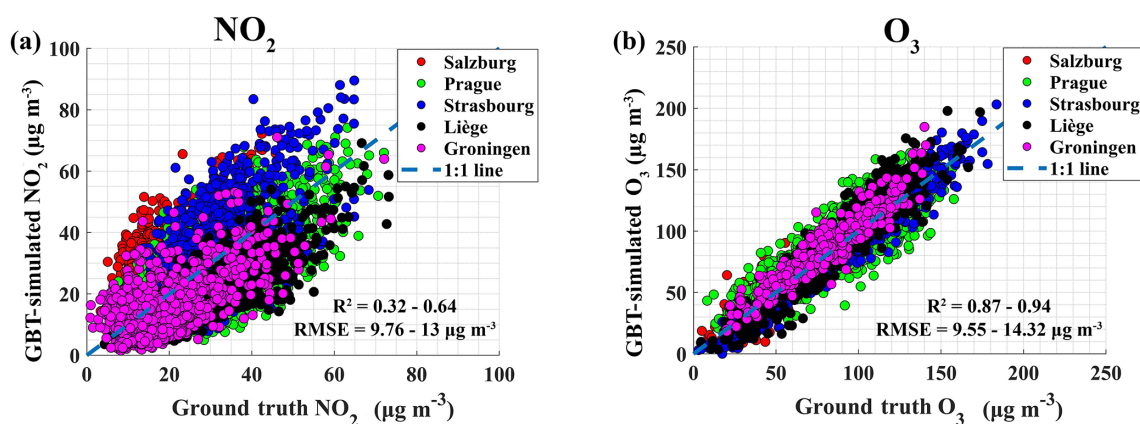 NO₂
(a)
GBT-simulated NO₂ (µg m⁻³)
100
80
60
40
20
0
0 20 40 60 80 100
Ground truth NO₂ (µg m⁻³)
Salzburg
Prague
Strasbourg
Liège
Groningen
1:1 line
R² = 0.32 - 0.64
RMSE = 9.76 - 13 µg m⁻³
O₃
(b)
GBT-simulated O₃ (µg m⁻³)
250
200
150
100
50
0
0 50 100 150 200 250
Ground truth O₃ (µg m⁻³)
Salzburg
Prague
Strasbourg
Liège
Groningen
1:1 line
R² = 0.87 - 0.94
RMSE = 9.55 - 14.32 µg m⁻³